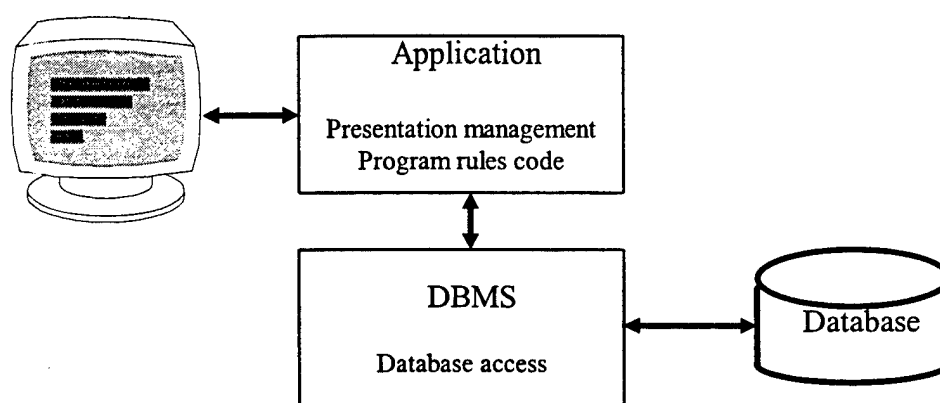 Application
Presentation management
Program rules code
DBMS
Database access
Database